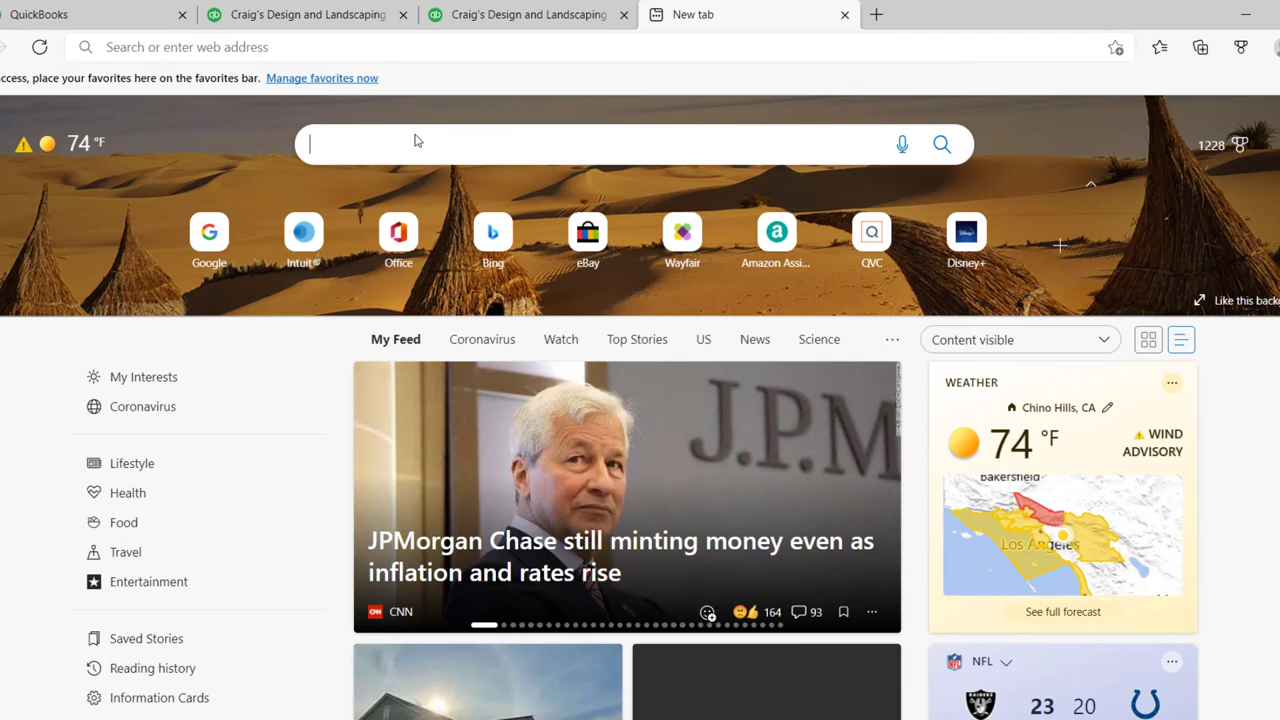 QuickBooks
Craig's Design and Landscaping
Craig's Design and Landscaping
New tab
Search or enter web address
ccess, place your favorites here on the favorites bar. Manage favorites now
74 °F
1228
Google
Intuit®
Office
Bing
eBay
Wayfair
Amazon Assi...
QVC
Disney+
Like this back
My Feed
Coronavirus
Watch
Top Stories
US
News
Science
Content visible
My Interests
Coronavirus
Lifestyle
Health
Food
Travel
Entertainment
Saved Stories
Reading history
Information Cards
J.P.M
JPMorgan Chase still minting money even as
inflation and rates rise
CNN
CNN
164
93
WEATHER
Chino Hills, CA
74 °F
WIND
ADVISORY
Bakersfield
Los Angeles
See full forecast
NFL
NFL
RAIDERS
23 20